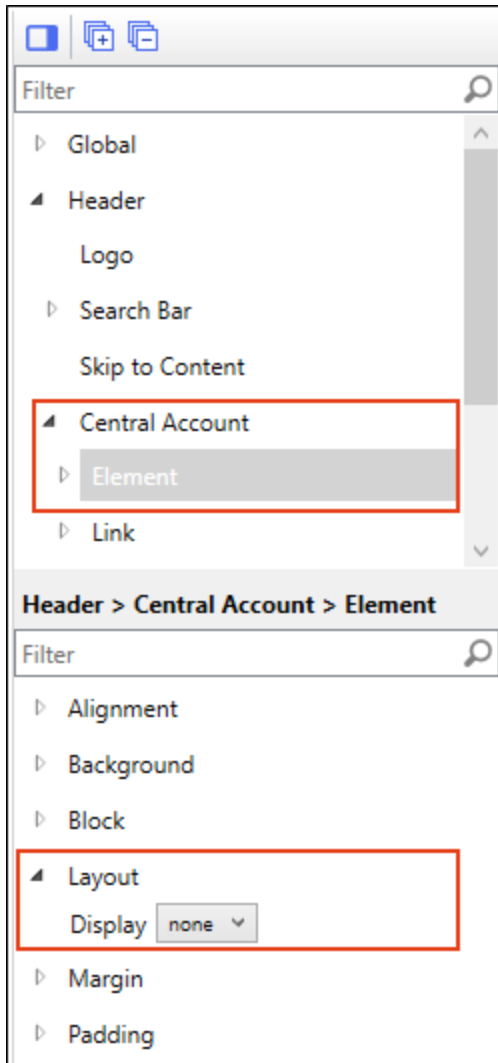 Filter
Global
Header
Logo
Search Bar
Skip to Content
Central Account
Element
Link
Header > Central Account > Element
Filter
Alignment
Background
Block
Layout
Display none
Margin
Padding